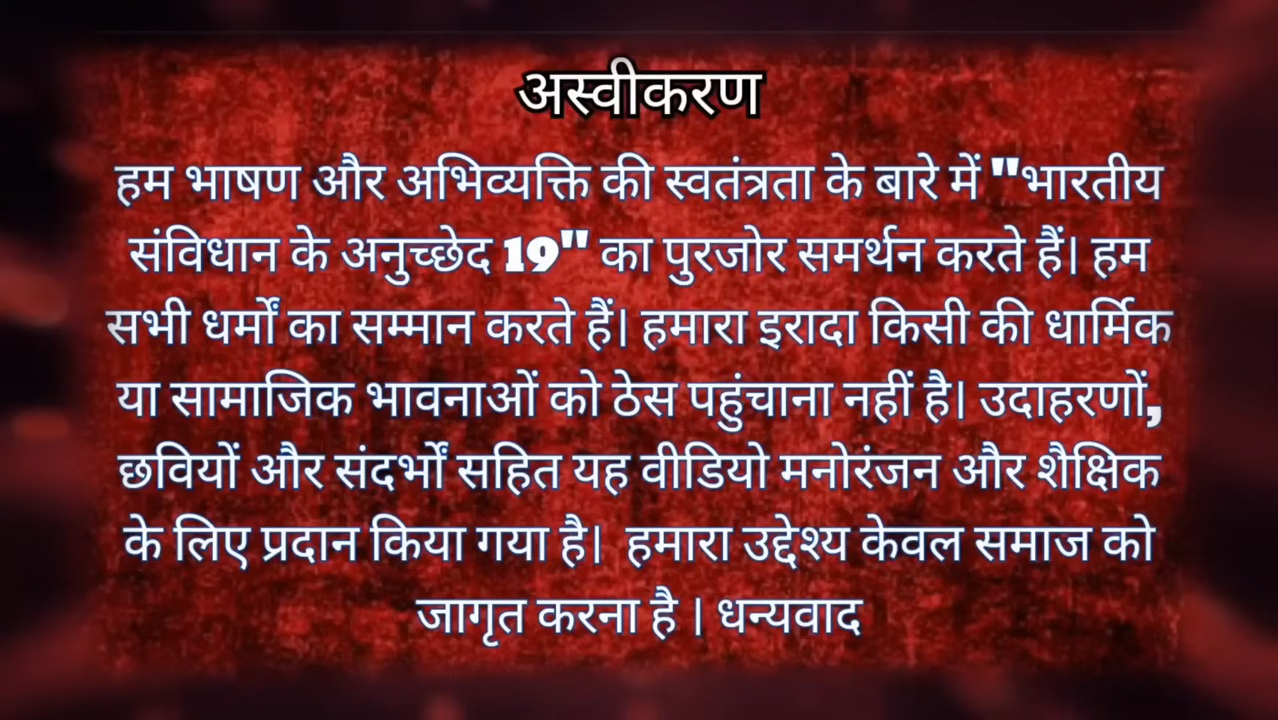 अस्वीकरण
हम भाषण और अभिव्यक्ति की स्वतंत्रता के बारे में "भारतीय
संविधान के अनुच्छेद 19" का पुरजोर समर्थन करते हैं। हम
सभी धर्मों का सम्मान करते हैं। हमारा इरादा किसी की धार्मिक
या सामाजिक भावनाओं को ठेस पहुंचाना नहीं है। उदाहरणों,
छवियों और संदर्भों सहित यह वीडियो मनोरंजन और शैक्षिक
के लिए प्रदान किया गया है।  हमारा उद्देश्य केवल समाज को
जागृत करना है । धन्यवाद